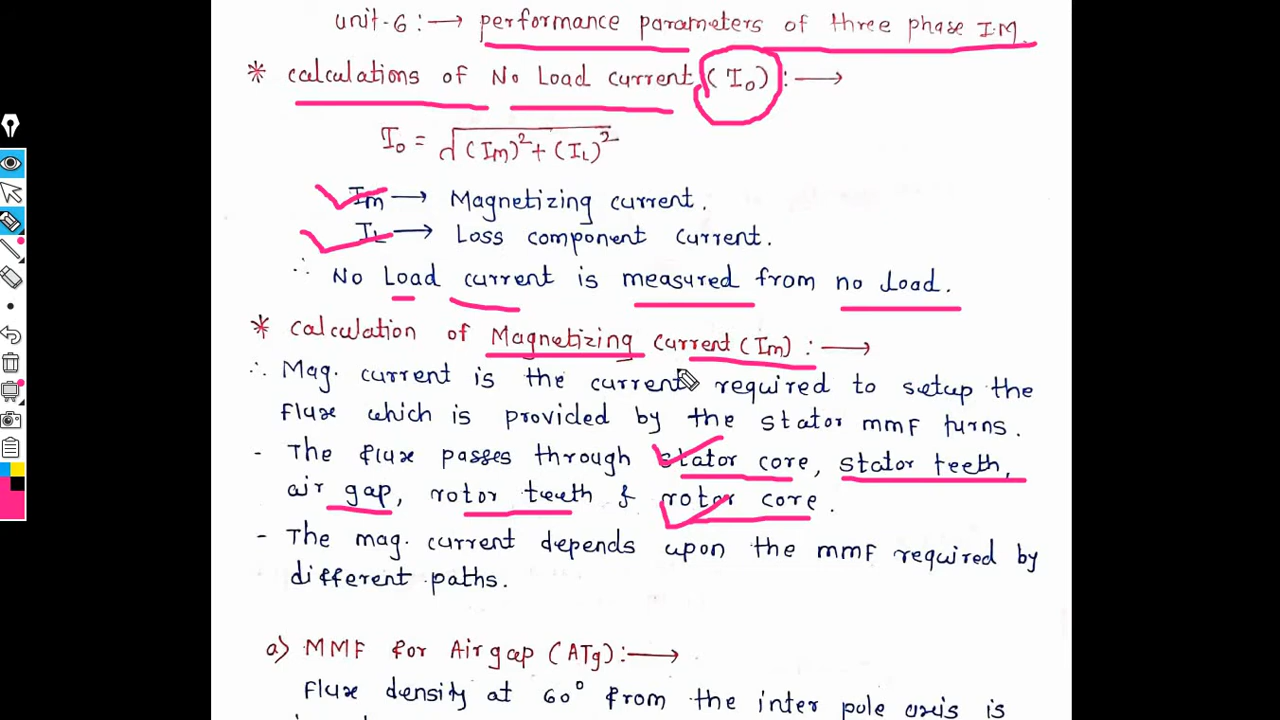 unit-6:→ performance parameters of three phase I.M.
* calculations of No Load current (I₀):→
I₀ = √(Im)²+(IL)²
Im → Magnetizing current.
IL → Loss component current.
∴ No Load current is measured from no load.
* calculation of Magnetizing current (Im):→
∴ Mag. current is the current required to setup the
flux which is provided by the stator mmf turns.
- The flux passes through stator core, stator teeth,
air gap, rotor teeth & rotor core.
- The mag. current depends upon the mmf required by
different paths.
a) MMF for Air gap (ATg):→
Flux density at 60° from the inter pole axis is